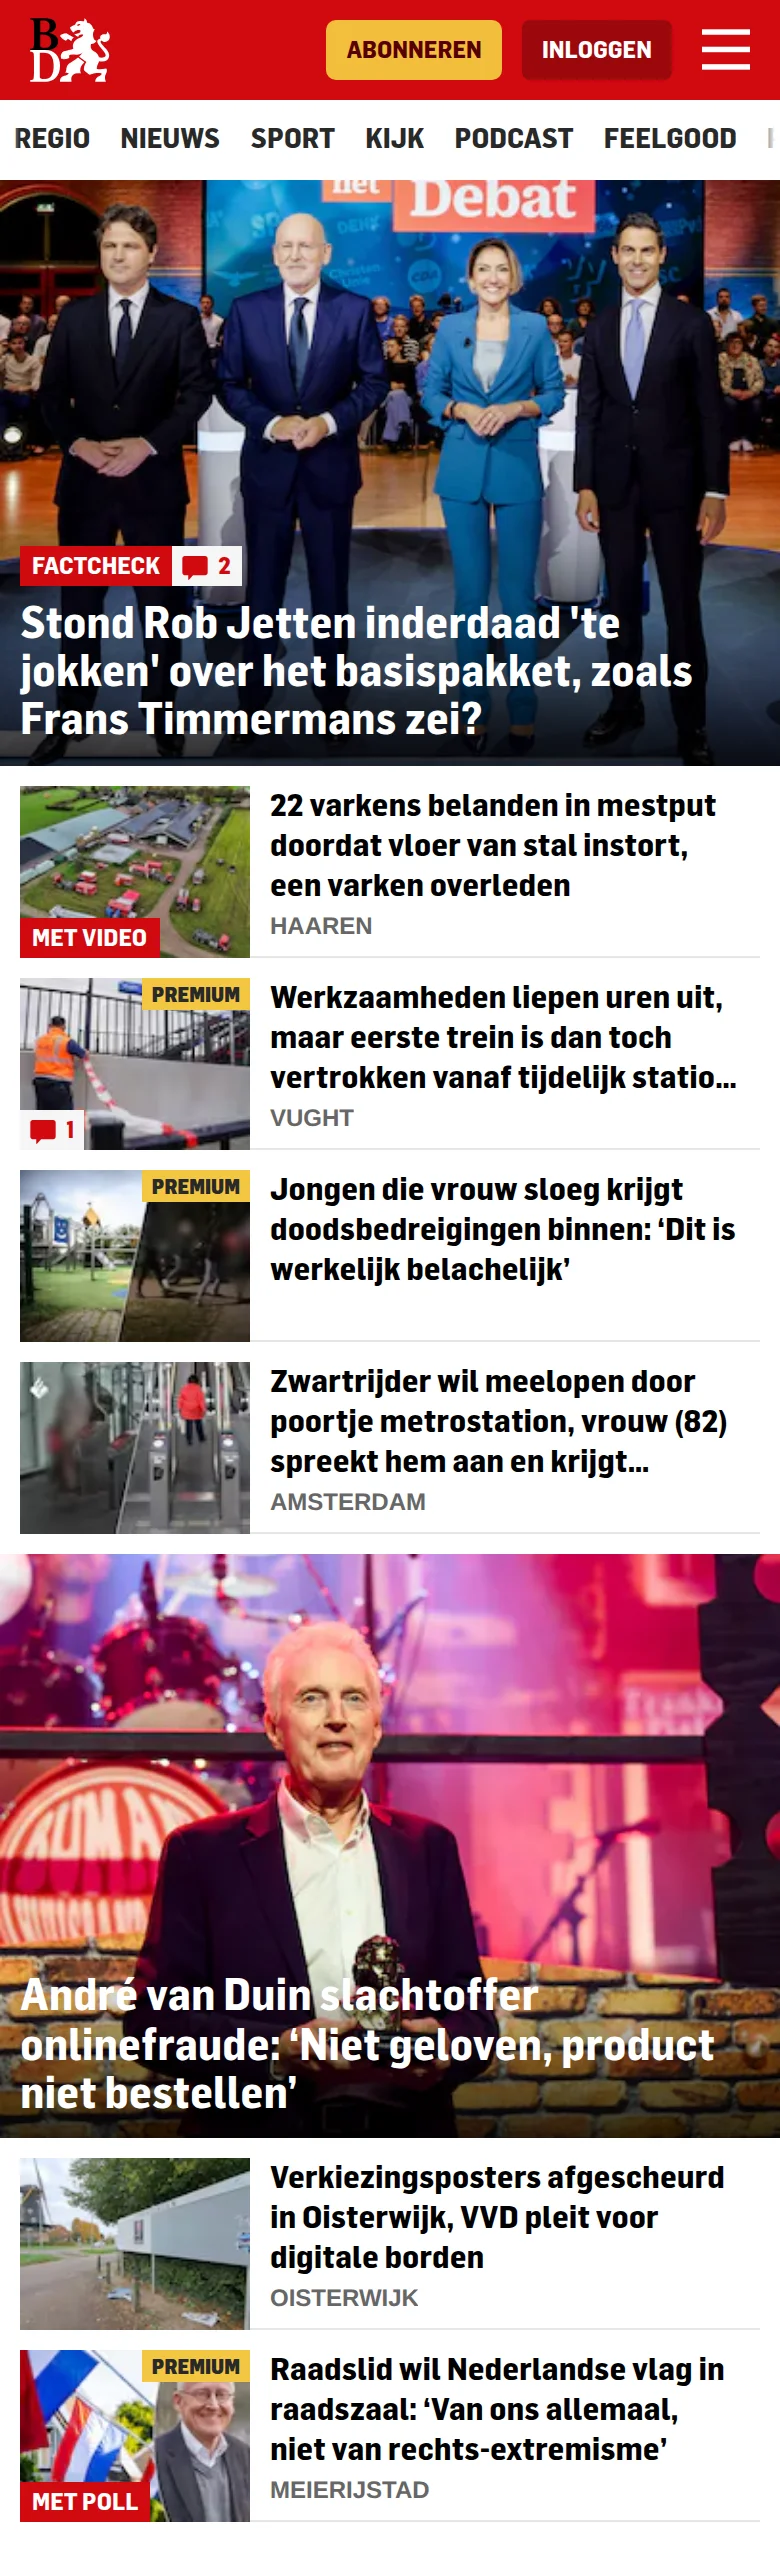 BD
ABONNEREN
INLOGGEN
REGIO NIEUWS SPORT KIJK PODCAST FEELGOOD
het
Debat
DENK
Christen
Unie
CDA
FACTCHECK 2
Stond Rob Jetten inderdaad 'te
jokken' over het basispakket, zoals
Frans Timmermans zei?
22 varkens belanden in mestput
doordat vloer van stal instort,
een varken overleden
HAAREN
MET VIDEO
PREMIUM
Werkzaamheden liepen uren uit,
maar eerste trein is dan toch
vertrokken vanaf tijdelijk statio...
VUGHT
1
PREMIUM
Jongen die vrouw sloeg krijgt
doodsbedreigingen binnen: ‘Dit is
werkelijk belachelijk’
Zwartrijder wil meelopen door
poortje metrostation, vrouw (82)
spreekt hem aan en krijgt...
AMSTERDAM
André van Duin slachtoffer
onlinefraude: ‘Niet geloven, product
niet bestellen’
Verkiezingsposters afgescheurd
in Oisterwijk, VVD pleit voor
digitale borden
OISTERWIJK
PREMIUM
Raadslid wil Nederlandse vlag in
raadszaal: ‘Van ons allemaal,
niet van rechts-extremisme’
MEIERIJSTAD
MET POLL